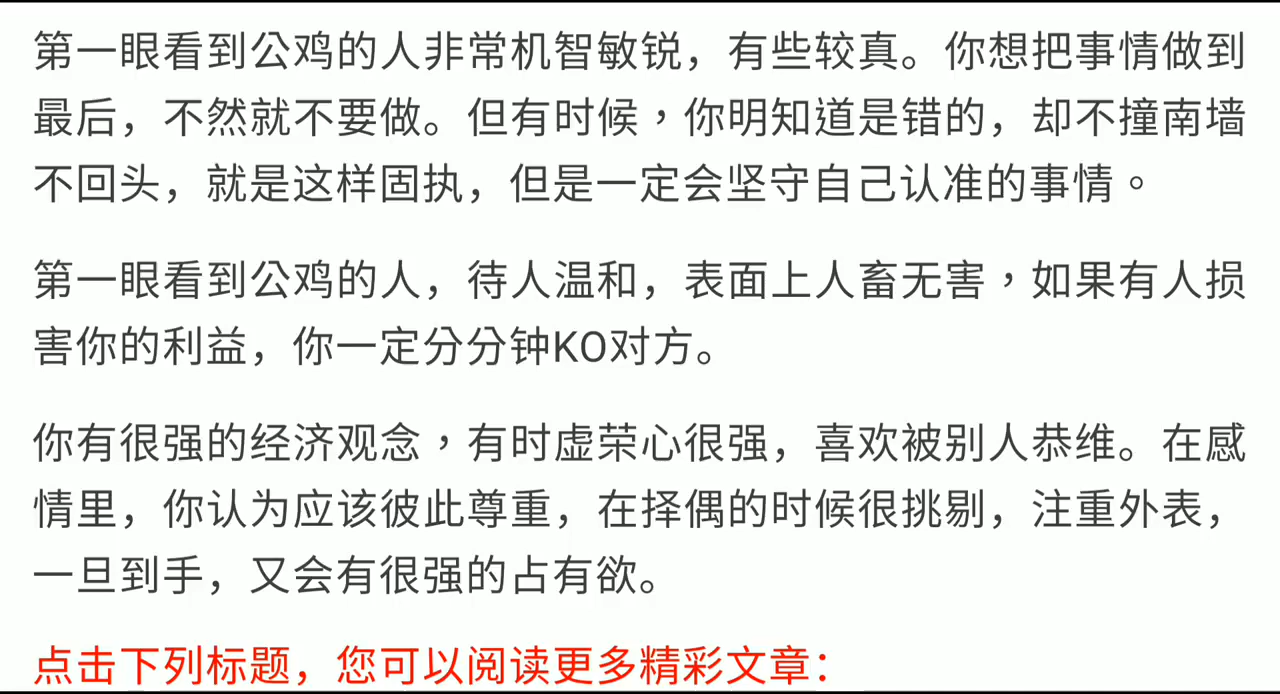 第一眼看到公鸡的人非常机智敏锐，有些较真。你想把事情做到
最后，不然就不要做。但有时候，你明知道是错的，却不撞南墙
不回头，就是这样固执，但是一定会坚守自己认准的事情。
第一眼看到公鸡的人，待人温和，表面上人畜无害，如果有人损
害你的利益，你一定分分钟KO对方。
你有很强的经济观念，有时虚荣心很强，喜欢被别人恭维。在感
情里，你认为应该彼此尊重，在择偶的时候很挑剔，注重外表，
一旦到手，又会有很强的占有欲。
点击下列标题，您可以阅读更多精彩文章：